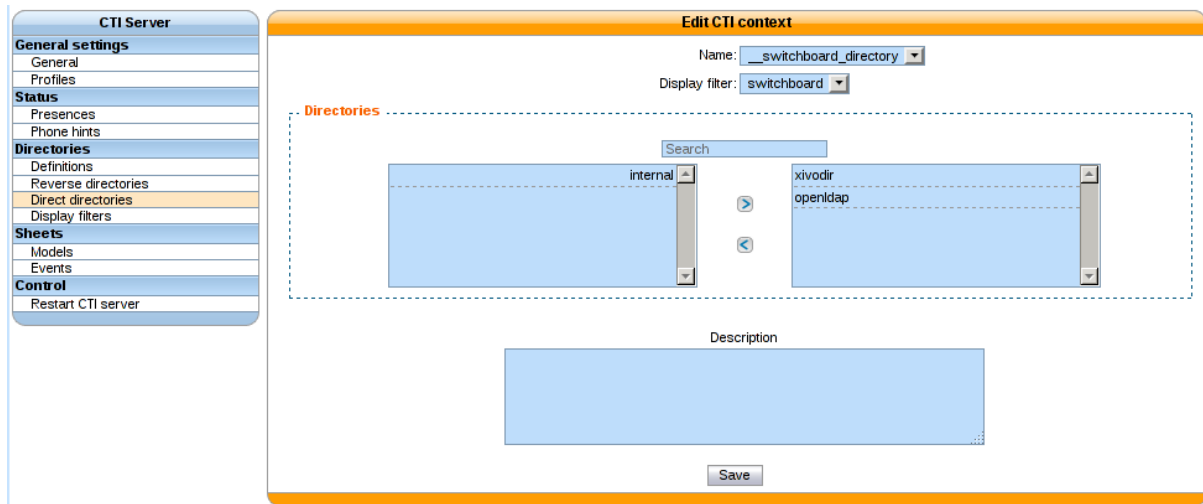 CTI Server
General settings
General
Profiles
Status
Presences
Phone hints
Directories
Definitions
Reverse directories
Direct directories
Display filters
Sheets
Models
Events
Control
Restart CTI server
Edit CTI context
Name: __switchboard_directory
Display filter: switchboard
Directories
Search
internal
xivodir
openldap
Description
Save